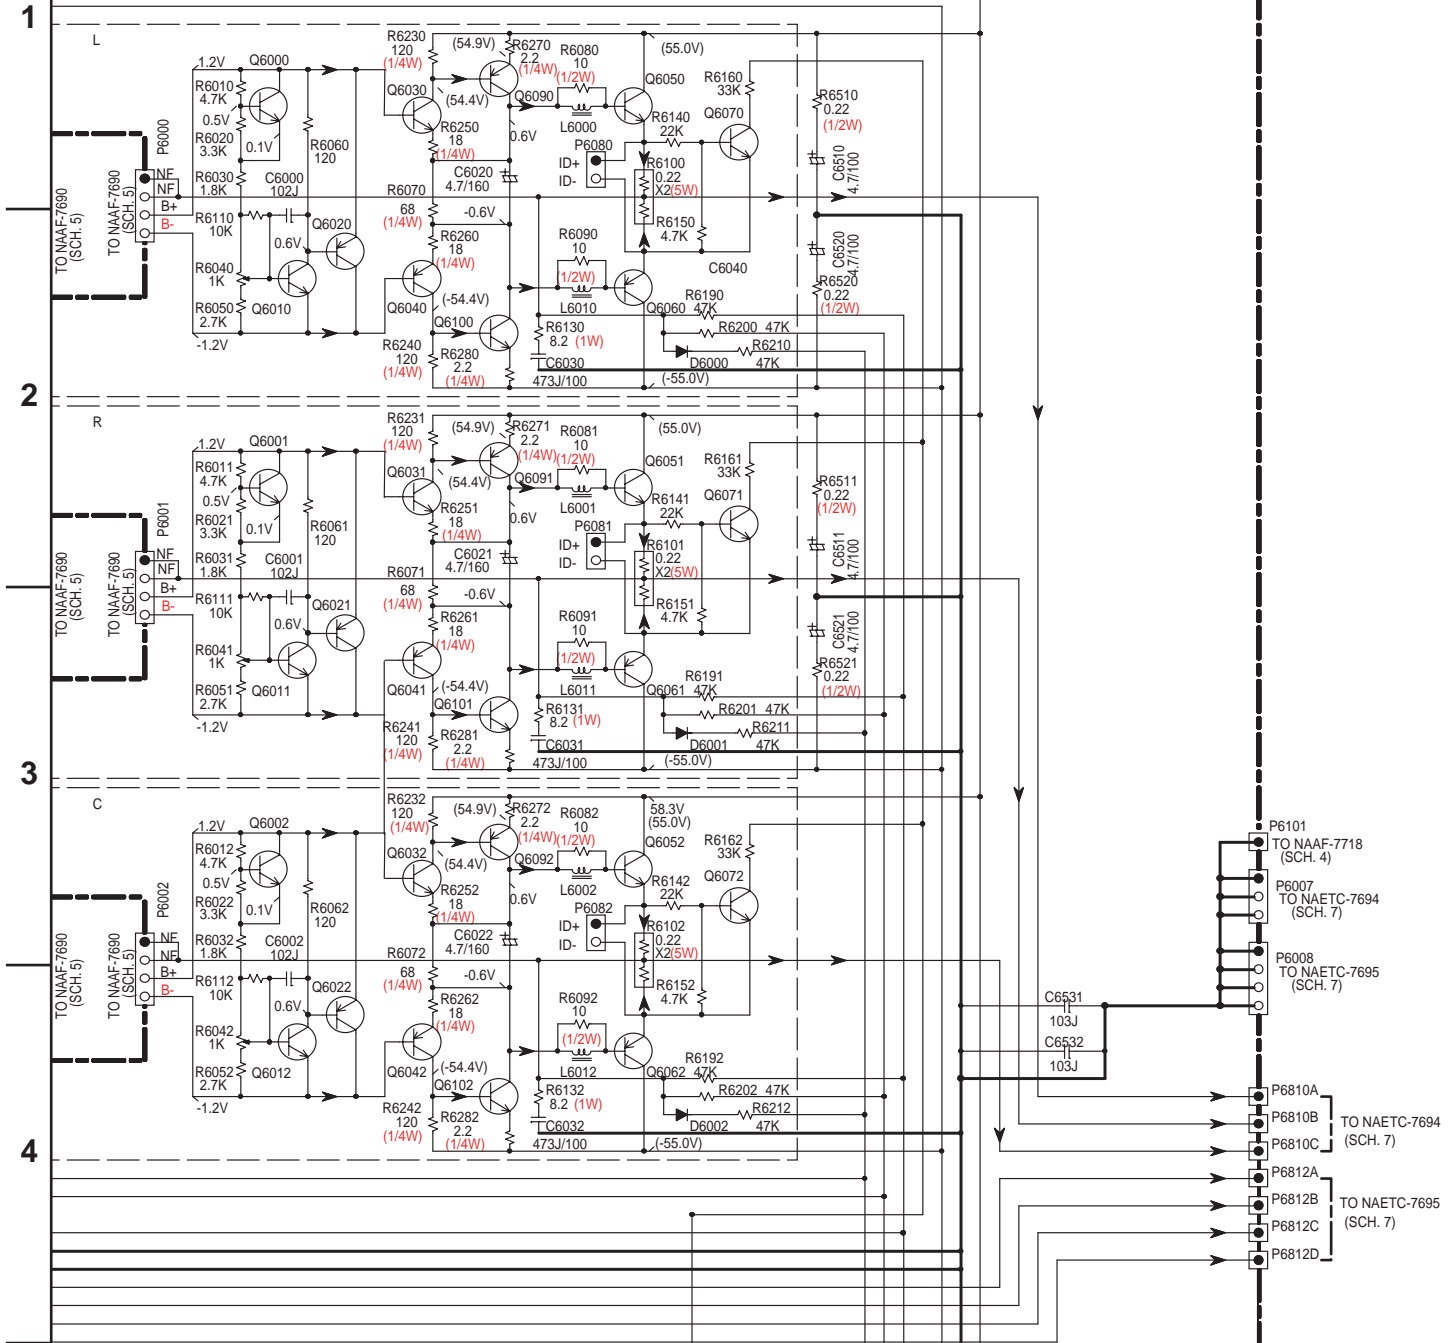 1
L
1.2V
Q6000
R6010
4.7K
0.5V
R6020
3.3K
0.1V
R6060
120
R6030
1.8K
C6000
102J
R6110
10K
0.6V
Q6020
R6040
1K
R6050
2.7K
Q6010
-1.2V
P6000
NF
NF
B+
B-
TO NAAF-7690
(SCH. 5)
TO NAAF-7690
(SCH. 5)
R6230
120
(1/4W)
(54.9V)
R6270
2.2
(1/4W)
R6080
10
(1/2W)
(55.0V)
Q6030
(54.4V)
Q6090
Q6050
R6250
18
(1/4W)
0.6V
L6000
P6080
ID+
ID-
R6140
22K
R6160
33K
Q6070
C6020
4.7/160
R6100
0.22
X2(5W)
R6070
68
(1/4W)
-0.6V
R6260
18
(1/4W)
R6090
10
(1/2W)
R6150
4.7K
C6040
Q6040
(-54.4V)
Q6100
L6010
Q6060
R6190
47K
R6200 47K
R6210
47K
D6000
R6240
120
(1/4W)
R6280
2.2
(1/4W)
R6130
8.2 (1W)
C6030
473J/100
(-55.0V)
R6510
0.22
(1/2W)
C6510
4.7/100
C6520
4.7/100
R6520
0.22
(1/2W)
2
R
1.2V
Q6001
R6011
4.7K
0.5V
R6021
3.3K
0.1V
R6061
120
R6031
1.8K
C6001
102J
R6111
10K
0.6V
Q6021
R6041
1K
R6051
2.7K
Q6011
-1.2V
P6001
NF
NF
B+
B-
TO NAAF-7690
(SCH. 5)
TO NAAF-7690
(SCH. 5)
R6231
120
(1/4W)
(54.9V)
R6271
2.2
(1/4W)
R6081
10
(1/2W)
(55.0V)
Q6031
(54.4V)
Q6091
Q6051
R6251
18
(1/4W)
0.6V
L6001
P6081
ID+
ID-
R6141
22K
R6161
33K
Q6071
C6021
4.7/160
R6101
0.22
X2(5W)
R6071
68
(1/4W)
-0.6V
R6261
18
(1/4W)
R6091
10
(1/2W)
R6151
4.7K
Q6041
(-54.4V)
Q6101
L6011
Q6061
R6191
47K
R6201 47K
R6211
47K
D6001
R6241
120
(1/4W)
R6281
2.2
(1/4W)
R6131
8.2 (1W)
C6031
473J/100
(-55.0V)
R6511
0.22
(1/2W)
C6511
4.7/100
C6521
4.7/100
R6521
0.22
(1/2W)
3
C
1.2V
Q6002
R6012
4.7K
0.5V
R6022
3.3K
0.1V
R6062
120
R6032
1.8K
C6002
102J
R6112
10K
0.6V
Q6022
R6042
1K
R6052
2.7K
Q6012
-1.2V
P6002
NF
NF
B+
B-
TO NAAF-7690
(SCH. 5)
TO NAAF-7690
(SCH. 5)
R6232
120
(1/4W)
(54.9V)
R6272
2.2
(1/4W)
R6082
10
(1/2W)
58.3V
(55.0V)
Q6032
(54.4V)
Q6092
Q6052
R6252
18
(1/4W)
0.6V
L6002
P6082
ID+
ID-
R6142
22K
R6162
33K
Q6072
C6022
4.7/160
R6102
0.22
X2(5W)
R6072
68
(1/4W)
-0.6V
R6262
18
(1/4W)
R6092
10
(1/2W)
R6152
4.7K
Q6042
(-54.4V)
Q6102
L6012
Q6062
R6192
47K
R6202 47K
R6212
47K
D6002
R6242
120
(1/4W)
R6282
2.2
(1/4W)
R6132
8.2 (1W)
C6032
473J/100
(-55.0V)
4
C6531
103J
C6532
103J
P6101
TO NAAF-7718
(SCH. 4)
P6007
TO NAETC-7694
(SCH. 7)
P6008
TO NAETC-7695
(SCH. 7)
P6810A
P6810B
P6810C
TO NAETC-7694
(SCH. 7)
P6812A
P6812B
P6812C
P6812D
TO NAETC-7695
(SCH. 7)